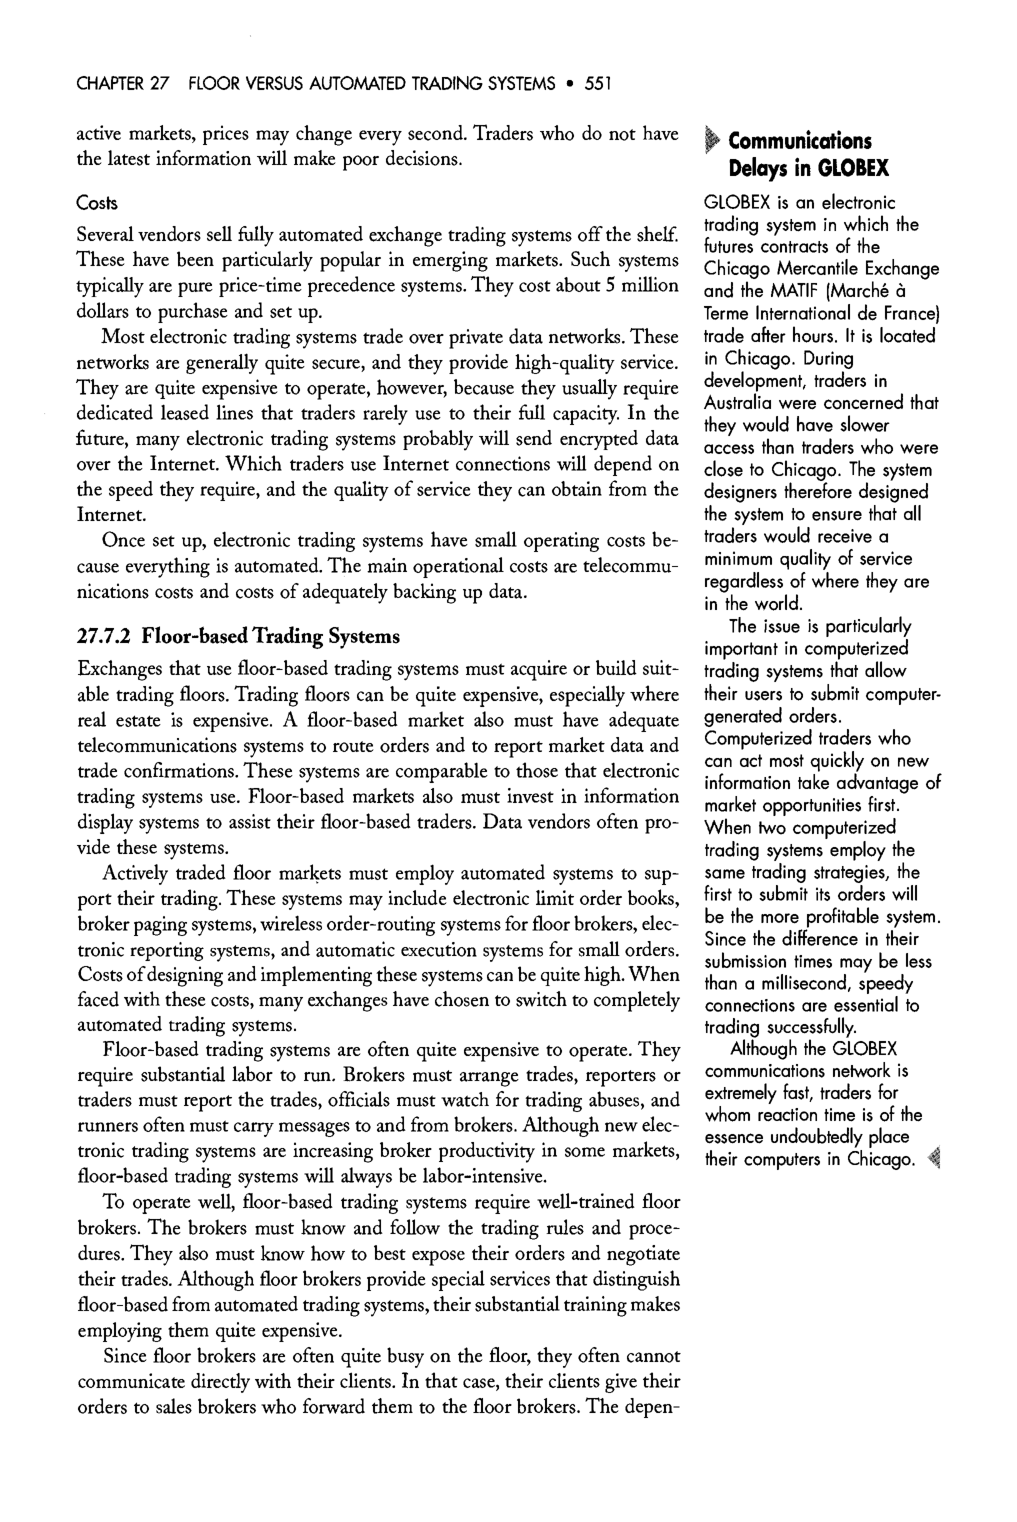 CHAPTER 27 FLOOR VERSUS AUTOMATED TRADING SYSTEMS • 551
active markets, prices may change every second. Traders who do not have
the latest information will make poor decisions.
Costs
Several vendors sell fully automated exchange trading systems off the shelf.
These have been particularly popular in emerging markets. Such systems
typically are pure price-time precedence systems. They cost about 5 million
dollars to purchase and set up.
Most electronic trading systems trade over private data networks. These
networks are generally quite secure, and they provide high-quality service.
They are quite expensive to operate, however, because they usually require
dedicated leased lines that traders rarely use to their full capacity. In the
future, many electronic trading systems probably will send encrypted data
over the Internet. Which traders use Internet connections will depend on
the speed they require, and the quality of service they can obtain from the
Internet.
Once set up, electronic trading systems have small operating costs be-
cause everything is automated. The main operational costs are telecommu-
nications costs and costs of adequately backing up data.
27.7.2 Floor-based Trading Systems
Exchanges that use floor-based trading systems must acquire or build suit-
able trading floors. Trading floors can be quite expensive, especially where
real estate is expensive. A floor-based market also must have adequate
telecommunications systems to route orders and to report market data and
trade confirmations. These systems are comparable to those that electronic
trading systems use. Floor-based markets also must invest in information
display systems to assist their floor-based traders. Data vendors often pro-
vide these systems.
Actively traded floor markets must employ automated systems to sup-
port their trading. These systems may include electronic limit order books,
broker paging systems, wireless order-routing systems for floor brokers, elec-
tronic reporting systems, and automatic execution systems for small orders.
Costs of designing and implementing these systems can be quite high. When
faced with these costs, many exchanges have chosen to switch to completely
automated trading systems.
Floor-based trading systems are often quite expensive to operate. They
require substantial labor to run. Brokers must arrange trades, reporters or
traders must report the trades, officials must watch for trading abuses, and
runners often must carry messages to and from brokers. Although new elec-
tronic trading systems are increasing broker productivity in some markets,
floor-based trading systems will always be labor-intensive.
To operate well, floor-based trading systems require well-trained floor
brokers. The brokers must know and follow the trading rules and proce-
dures. They also must know how to best expose their orders and negotiate
their trades. Although floor brokers provide special services that distinguish
floor-based from automated trading systems, their substantial training makes
employing them quite expensive.
Since floor brokers are often quite busy on the floor, they often cannot
communicate directly with their clients. In that case, their clients give their
orders to sales brokers who forward them to the floor brokers. The depen-
Communications
Delays in GLOBEX
GLOBEX is an electronic
trading system in which the
futures contracts of the
Chicago Mercantile Exchange
and the MATIF (Marché à
Terme International de France)
trade after hours. It is located
in Chicago. During
development, traders in
Australia were concerned that
they would have slower
access than traders who were
close to Chicago. The system
designers therefore designed
the system to ensure that all
traders would receive a
minimum quality of service
regardless of where they are
in the world.
The issue is particularly
important in computerized
trading systems that allow
their users to submit computer-
generated orders.
Computerized traders who
can act most quickly on new
information take advantage of
market opportunities first.
When two computerized
trading systems employ the
same trading strategies, the
first to submit its orders will
be the more profitable system.
Since the difference in their
submission times may be less
than a millisecond, speedy
connections are essential to
trading successfully.
Although the GLOBEX
communications network is
extremely fast, traders for
whom reaction time is of the
essence undoubtedly place
their computers in Chicago.